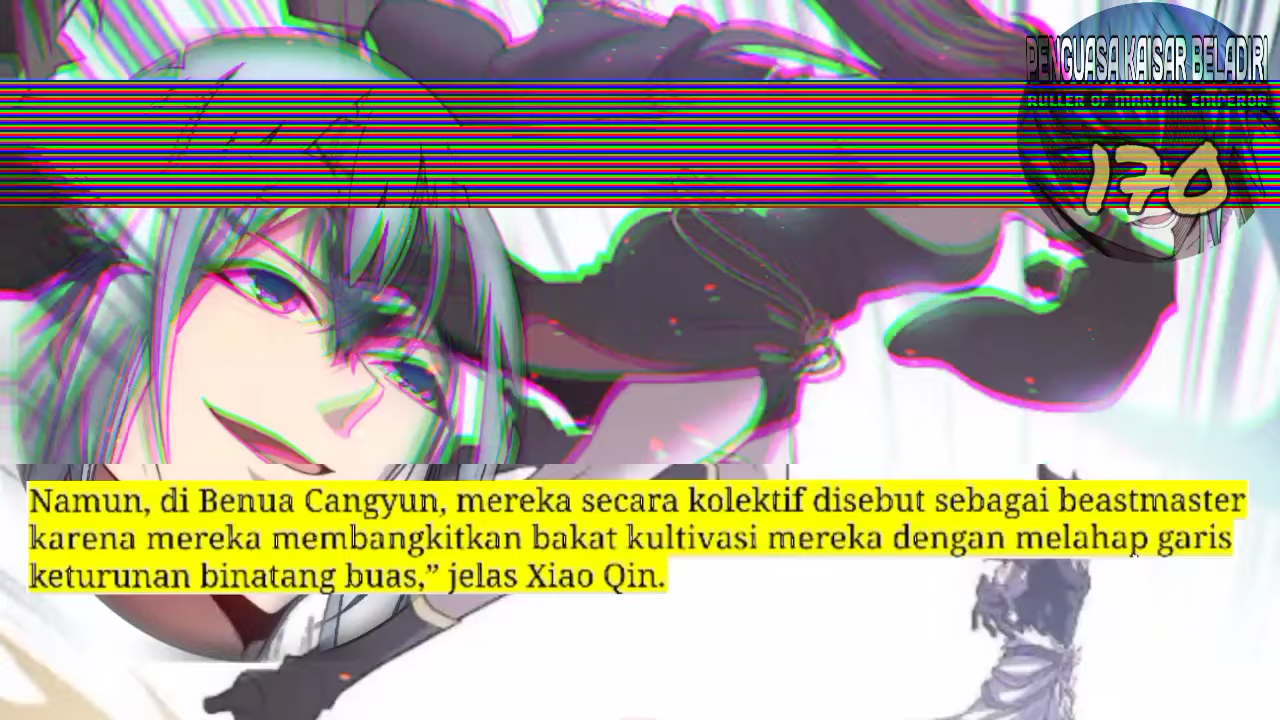 PENGUASA KAISAR BELADIRI
RULLER OF MARTIAL EMPEROR
170
Namun, di Benua Cangyun, mereka secara kolektif disebut sebagai beastmaster
karena mereka membangkitkan bakat kultivasi mereka dengan melahap garis
keturunan binatang buas,” jelas Xiao Qin.